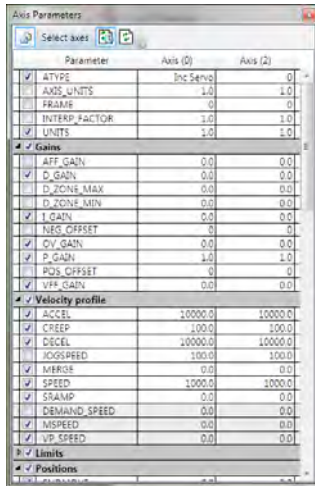 Axis Parameters
Select axes
Parameter Axis (0) Axis (2)
ATYPE Inc Servo 0
AXIS_UNITS 1.0 1.0
FRAME 0 0
INTERP_FACTOR 1.0 1.0
UNITS 1.0 1.0
Gains
AFF_GAIN 0.0 0.0
D_GAIN 0.0 0.0
D_ZONE_MAX 0.0 0.0
D_ZONE_MIN 0.0 0.0
I_GAIN 0.0 0.0
NEG_OFFSET 0 0
OV_GAIN 0.0 0.0
P_GAIN 1.0 1.0
POS_OFFSET 0 0
VFF_GAIN 0.0 0.0
Velocity profile
ACCEL 10000.0 10000.0
CREEP 100.0 100.0
DECEL 10000.0 10000.0
JOGSPEED 100.0 100.0
MERGE 0.0 0.0
SPEED 1000.0 1000.0
SRAMP 0.0 0.0
DEMAND_SPEED 0.0 0.0
MSPEED 0.0 0.0
VP_SPEED 0.0 0.0
Limits
Positions